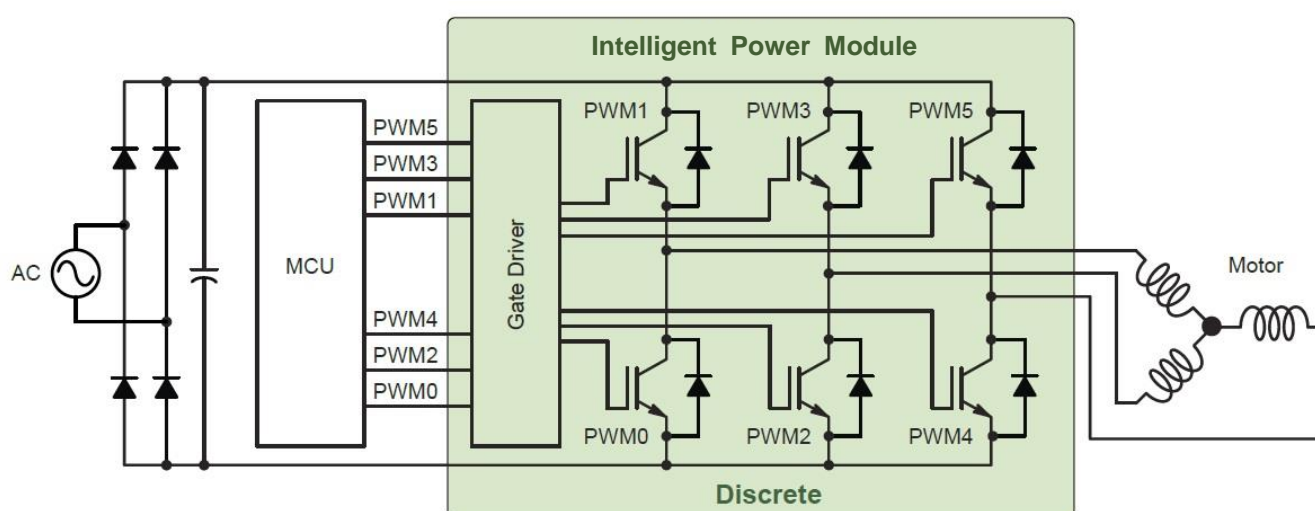 Intelligent Power Module
PWM1
PWM3
PWM5
PWM5
PWM3
PWM1
AC
MCU
Gate Driver
Motor
PWM4
PWM2
PWM0
PWM0
PWM2
PWM4
Discrete